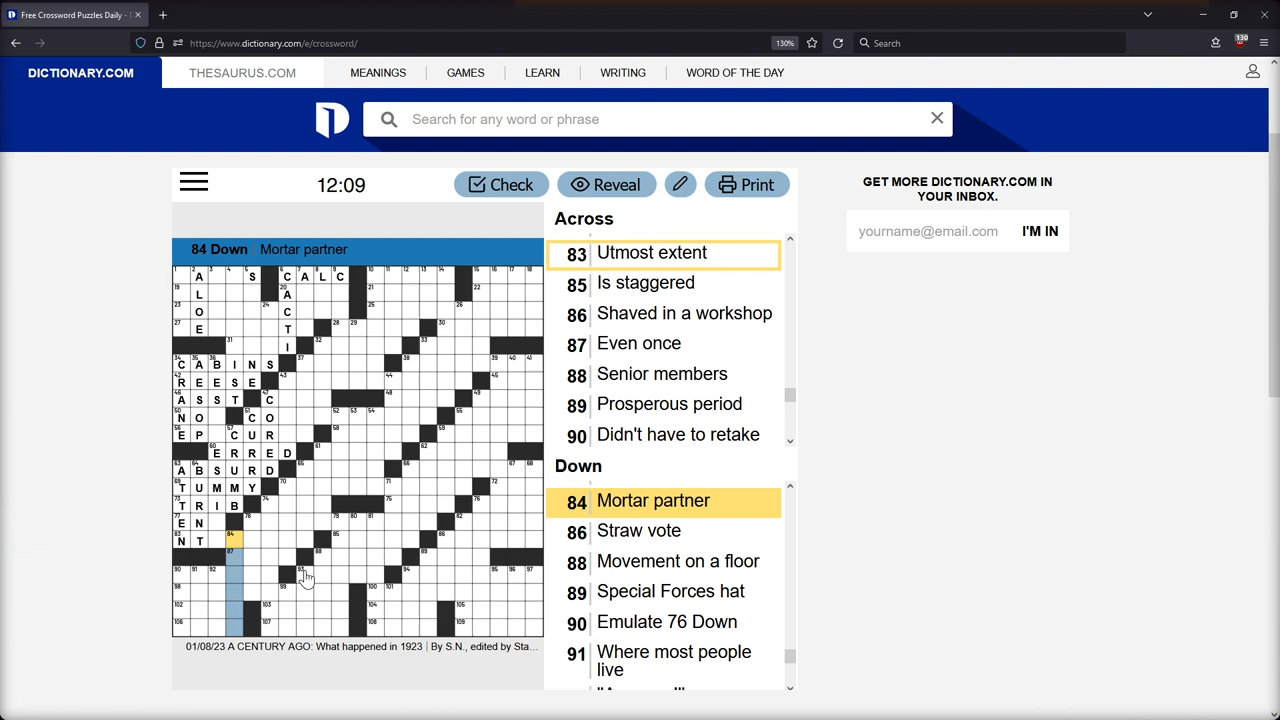 Free Crossword Puzzles Daily -
https://www.dictionary.com/e/crossword/
130%
Search
130
DICTIONARY.COM
THESAURUS.COM
MEANINGS
GAMES
LEARN
WRITING
WORD OF THE DAY
Search for any word or phrase
12:09
Check
Reveal
Print
GET MORE DICTIONARY.COM IN
YOUR INBOX.
yourname@email.com
I'M IN
84 Down Mortar partner
Across
83 Utmost extent
85 Is staggered
86 Shaved in a workshop
87 Even once
88 Senior members
89 Prosperous period
90 Didn't have to retake
Down
84 Mortar partner
86 Straw vote
88 Movement on a floor
89 Special Forces hat
90 Emulate 76 Down
91 Where most people
live
A S C A L C
L A
O C
E T
I
C A B I N S
R E E S E
A S S T C
N O C O
E P C U R
E R R E D
A B S U R D
T U M M Y
T R I B
E N
N T
01/08/23 A CENTURY AGO: What happened in 1923 | By S.N., edited by Sta...